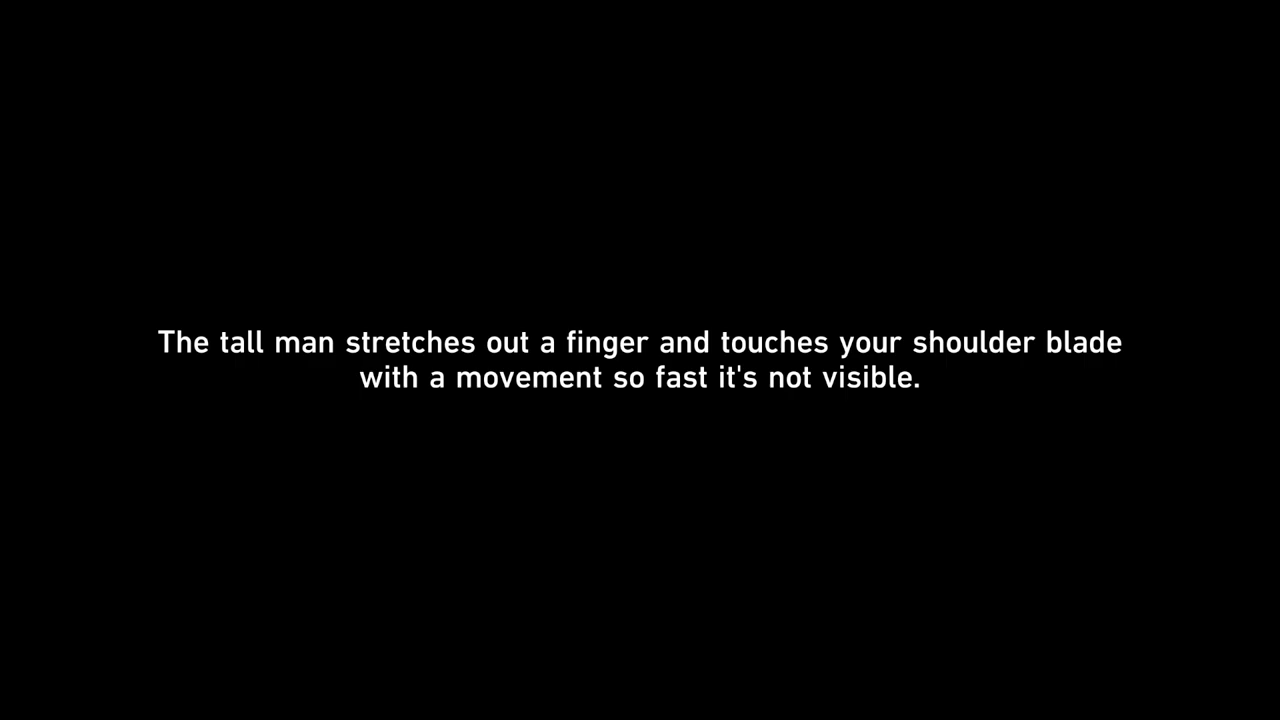 The tall man stretches out a finger and touches your shoulder blade
with a movement so fast it's not visible.